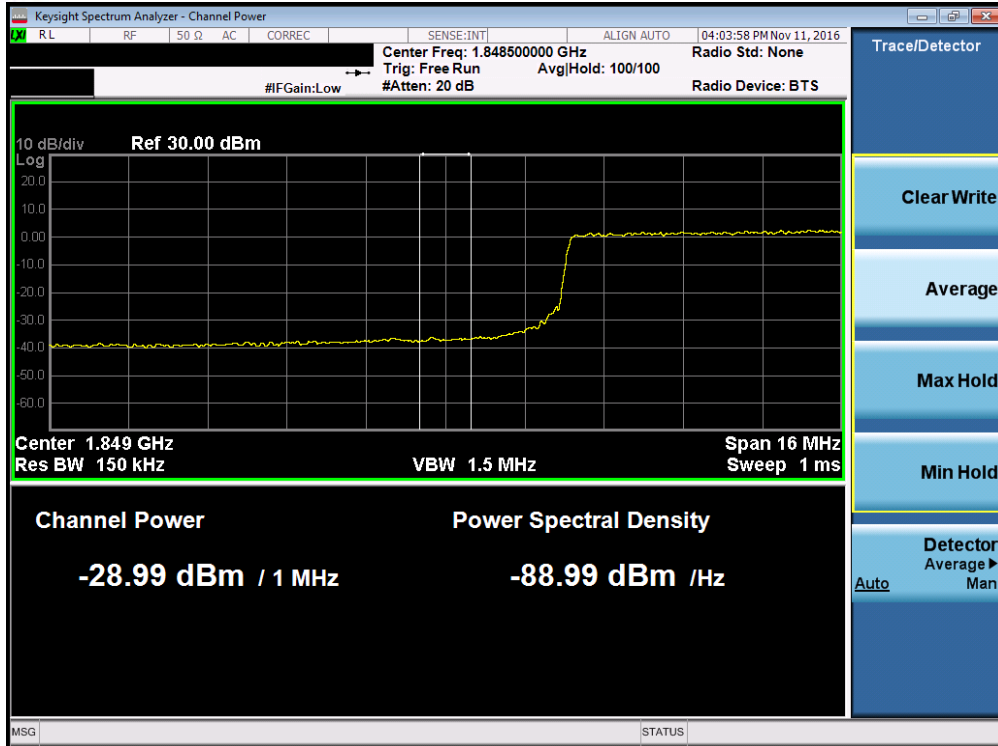 Keysight Spectrum Analyzer - Channel Power
LXI RL RF 50 Ω AC CORREC SENSE:INT ALIGN AUTO 04:03:58 PM Nov 11, 2016
Center Freq: 1.848500000 GHz Radio Std: None
Trig: Free Run Avg|Hold: 100/100
#IFGain:Low #Atten: 20 dB Radio Device: BTS
10 dB/div Ref 30.00 dBm
Log
20.0
10.0
0.00
-10.0
-20.0
-30.0
-40.0
-50.0
-60.0
Center 1.849 GHz Span 16 MHz
Res BW 150 kHz VBW 1.5 MHz Sweep 1 ms
Channel Power Power Spectral Density
-28.99 dBm / 1 MHz -88.99 dBm /Hz
MSG STATUS
Trace/Detector
Clear Write
Average
Max Hold
Min Hold
Detector
Average
Auto Man